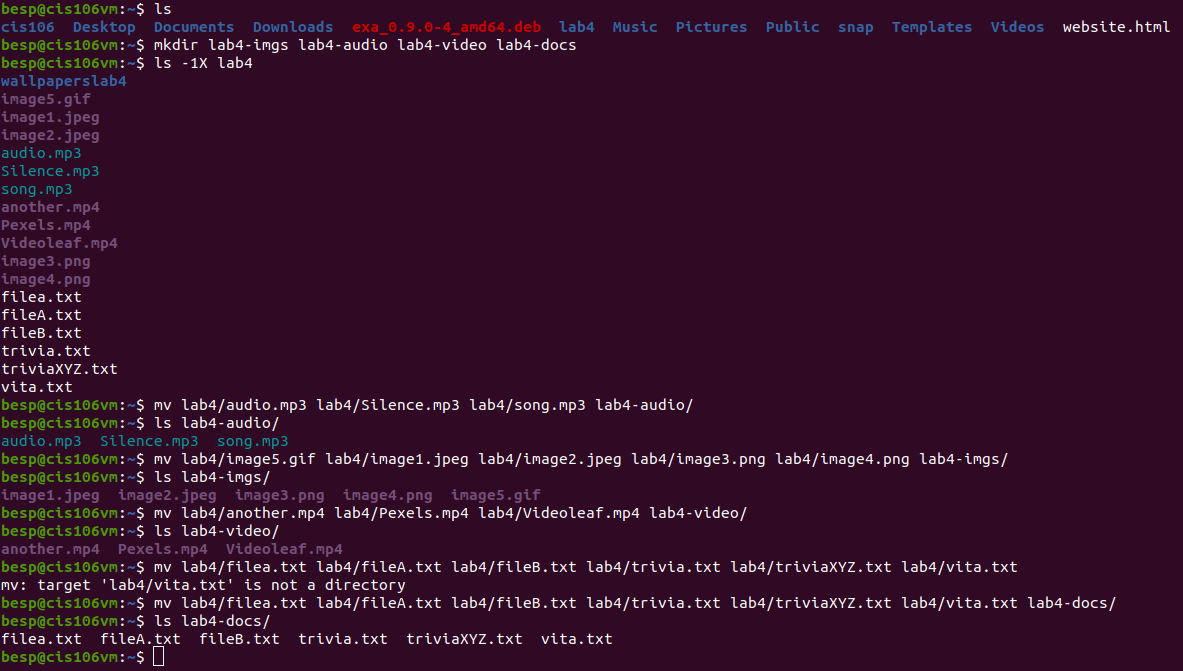 besp@cis106vm:~$ ls
cis106  Desktop  Documents  Downloads  exa_0.9.0-4_amd64.deb  lab4  Music  Pictures  Public  snap  Templates  Videos  website.html
besp@cis106vm:~$ mkdir lab4-imgs lab4-audio lab4-video lab4-docs
besp@cis106vm:~$ ls -1X lab4
wallpaperslab4
image5.gif
image1.jpeg
image2.jpeg
audio.mp3
Silence.mp3
song.mp3
another.mp4
Pexels.mp4
Videoleaf.mp4
image3.png
image4.png
filea.txt
fileA.txt
fileB.txt
trivia.txt
triviaXYZ.txt
vita.txt
besp@cis106vm:~$ mv lab4/audio.mp3 lab4/Silence.mp3 lab4/song.mp3 lab4-audio/
besp@cis106vm:~$ ls lab4-audio/
audio.mp3  Silence.mp3  song.mp3
besp@cis106vm:~$ mv lab4/image5.gif lab4/image1.jpeg lab4/image2.jpeg lab4/image3.png lab4/image4.png lab4-imgs/
besp@cis106vm:~$ ls lab4-imgs/
image1.jpeg  image2.jpeg  image3.png  image4.png  image5.gif
besp@cis106vm:~$ mv lab4/another.mp4 lab4/Pexels.mp4 lab4/Videoleaf.mp4 lab4-video/
besp@cis106vm:~$ ls lab4-video/
another.mp4  Pexels.mp4  Videoleaf.mp4
besp@cis106vm:~$ mv lab4/filea.txt lab4/fileA.txt lab4/fileB.txt lab4/trivia.txt lab4/triviaXYZ.txt lab4/vita.txt
mv: target 'lab4/vita.txt' is not a directory
besp@cis106vm:~$ mv lab4/filea.txt lab4/fileA.txt lab4/fileB.txt lab4/trivia.txt lab4/triviaXYZ.txt lab4/vita.txt lab4-docs/
besp@cis106vm:~$ ls lab4-docs/
filea.txt  fileA.txt  fileB.txt  trivia.txt  triviaXYZ.txt  vita.txt
besp@cis106vm:~$